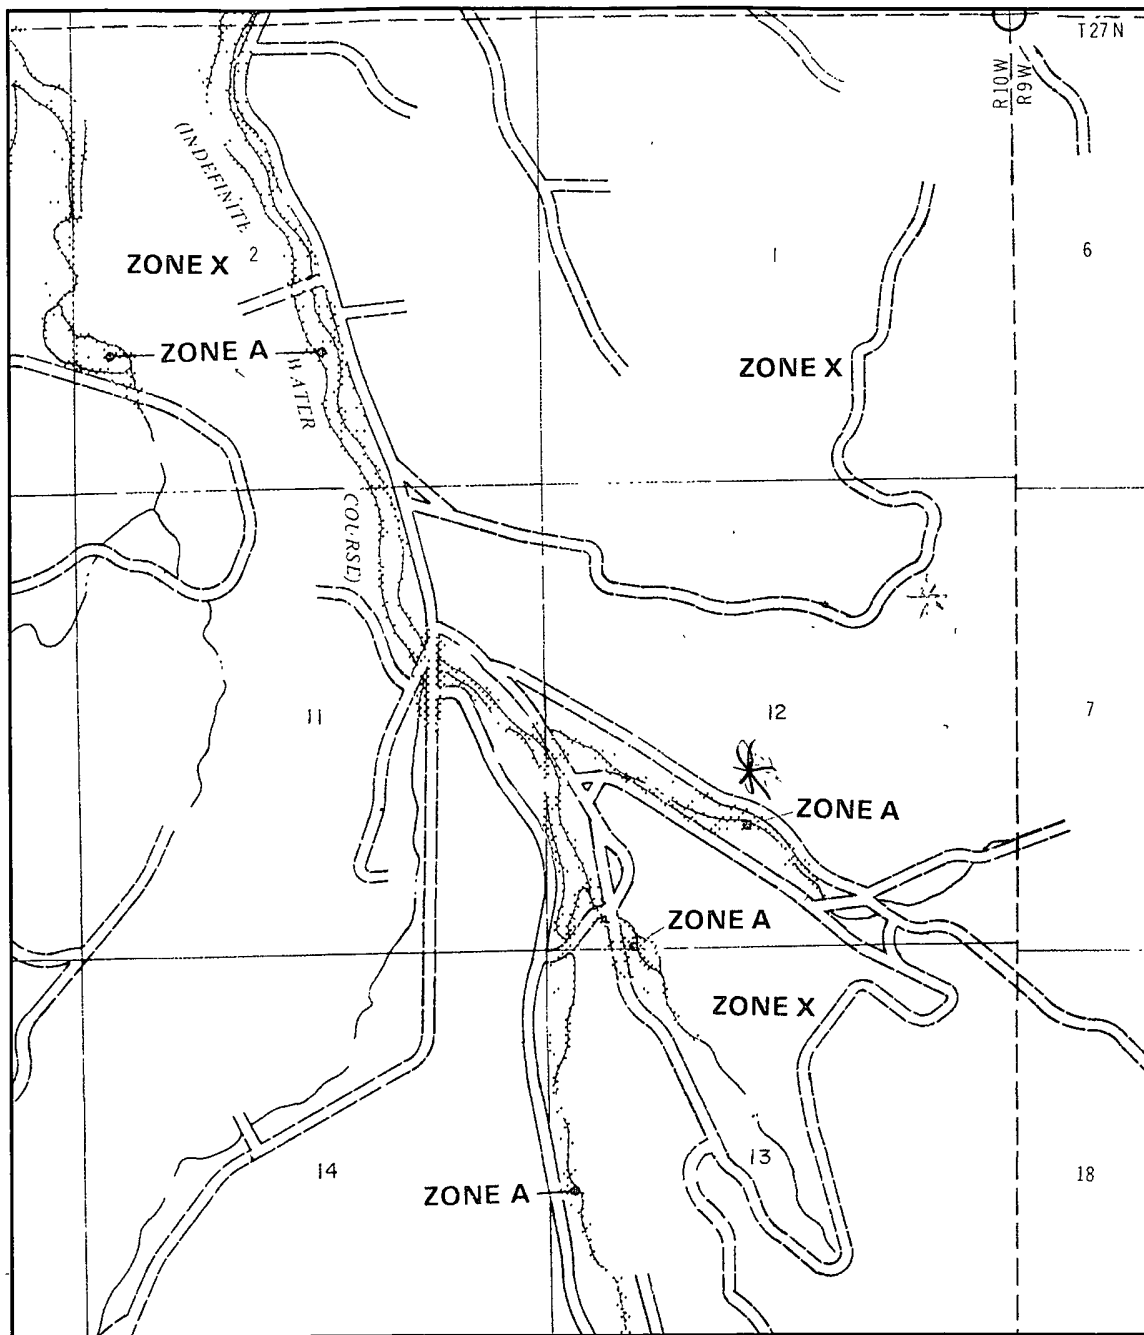 T27N
R10W
R9W
(INDEFINITE
2
1
6
ZONE X
ZONE A
WATER
ZONE X
COURSE)
11
12
7
ZONE A
ZONE A
ZONE X
14
13
18
ZONE A